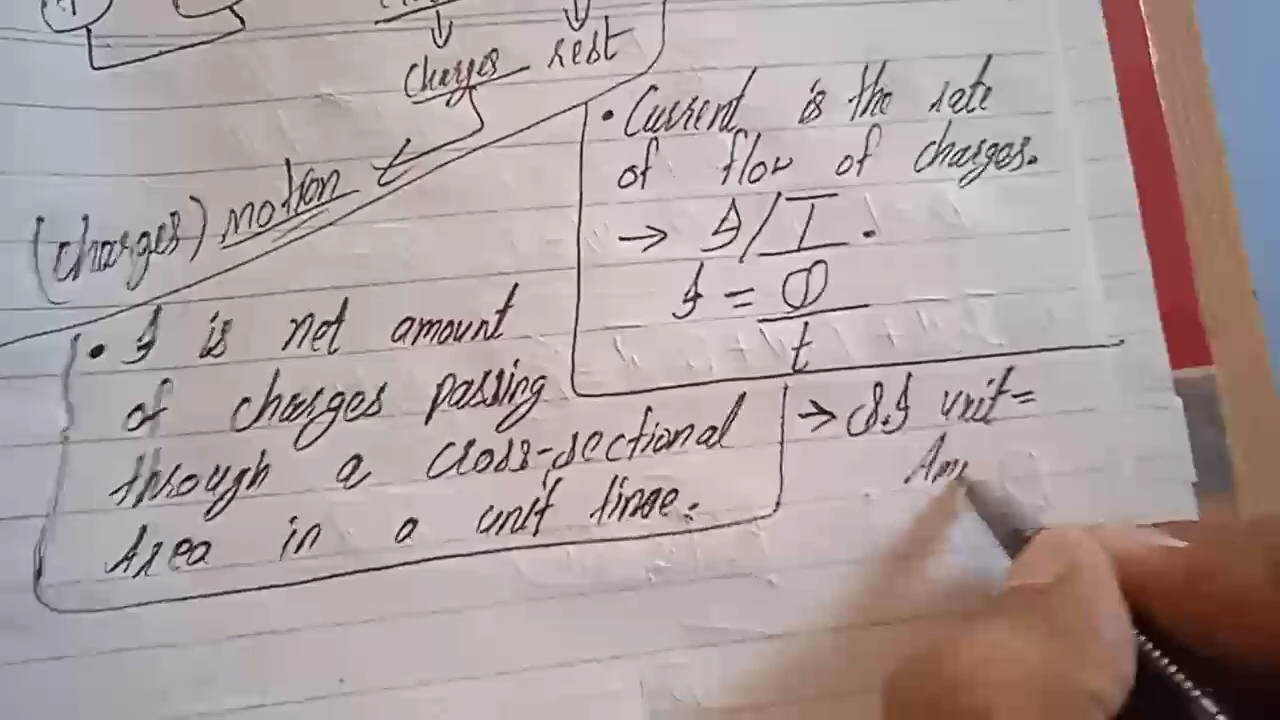 charges rest
(charges) motion
• Current is the rate
of flow of charges.
→ I/I.
I = Q
t
• I is net amount
of charges passing
through a cross-sectional
Area in a unit time.
→ S.I unit =
Am